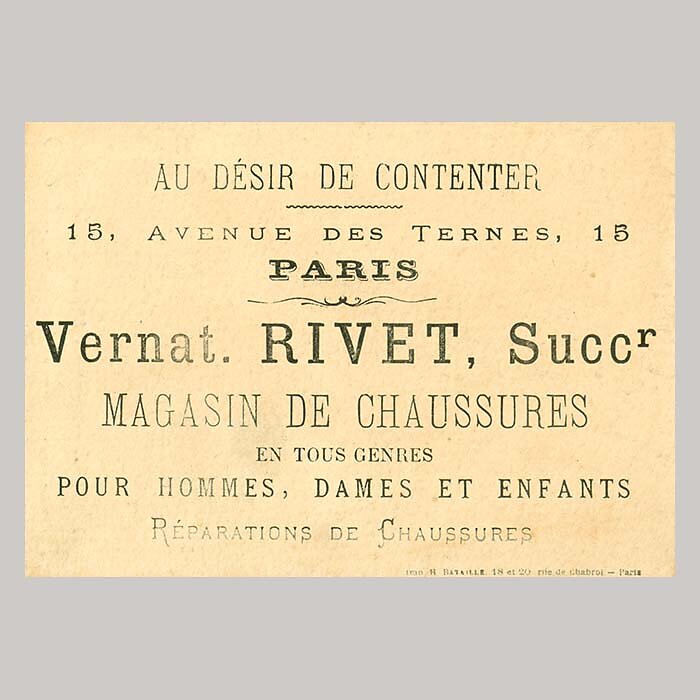 AU DÉSIR DE CONTENTER
15, AVENUE DES TERNES, 15
PARIS
Vernat. RIVET, Succr
MAGASIN DE CHAUSSURES
EN TOUS GENRES
POUR HOMMES, DAMES ET ENFANTS
RÉPARATIONS DE CHAUSSURES
Imp. H. BATAILLE, 18 et 20 rue de Chabrol — Paris